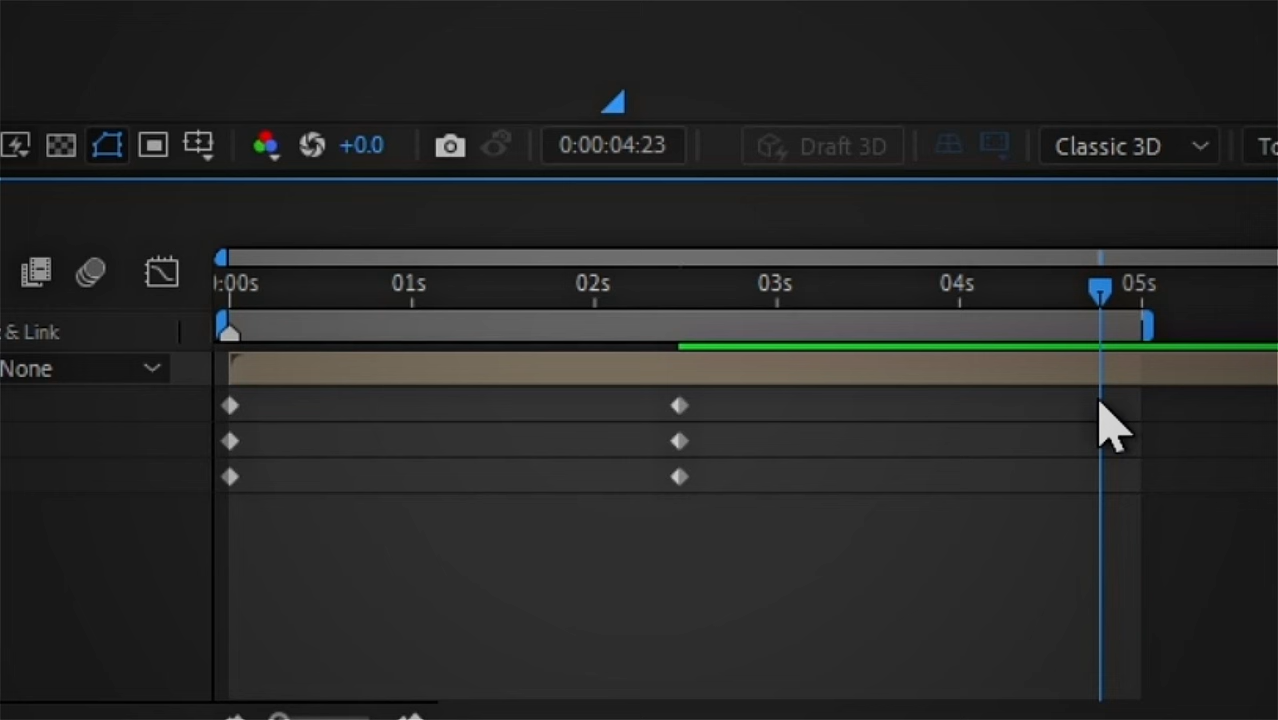 +0.0 0:00:04:23 Draft 3D Classic 3D
:00s 01s 02s 03s 04s 05s
& Link
None